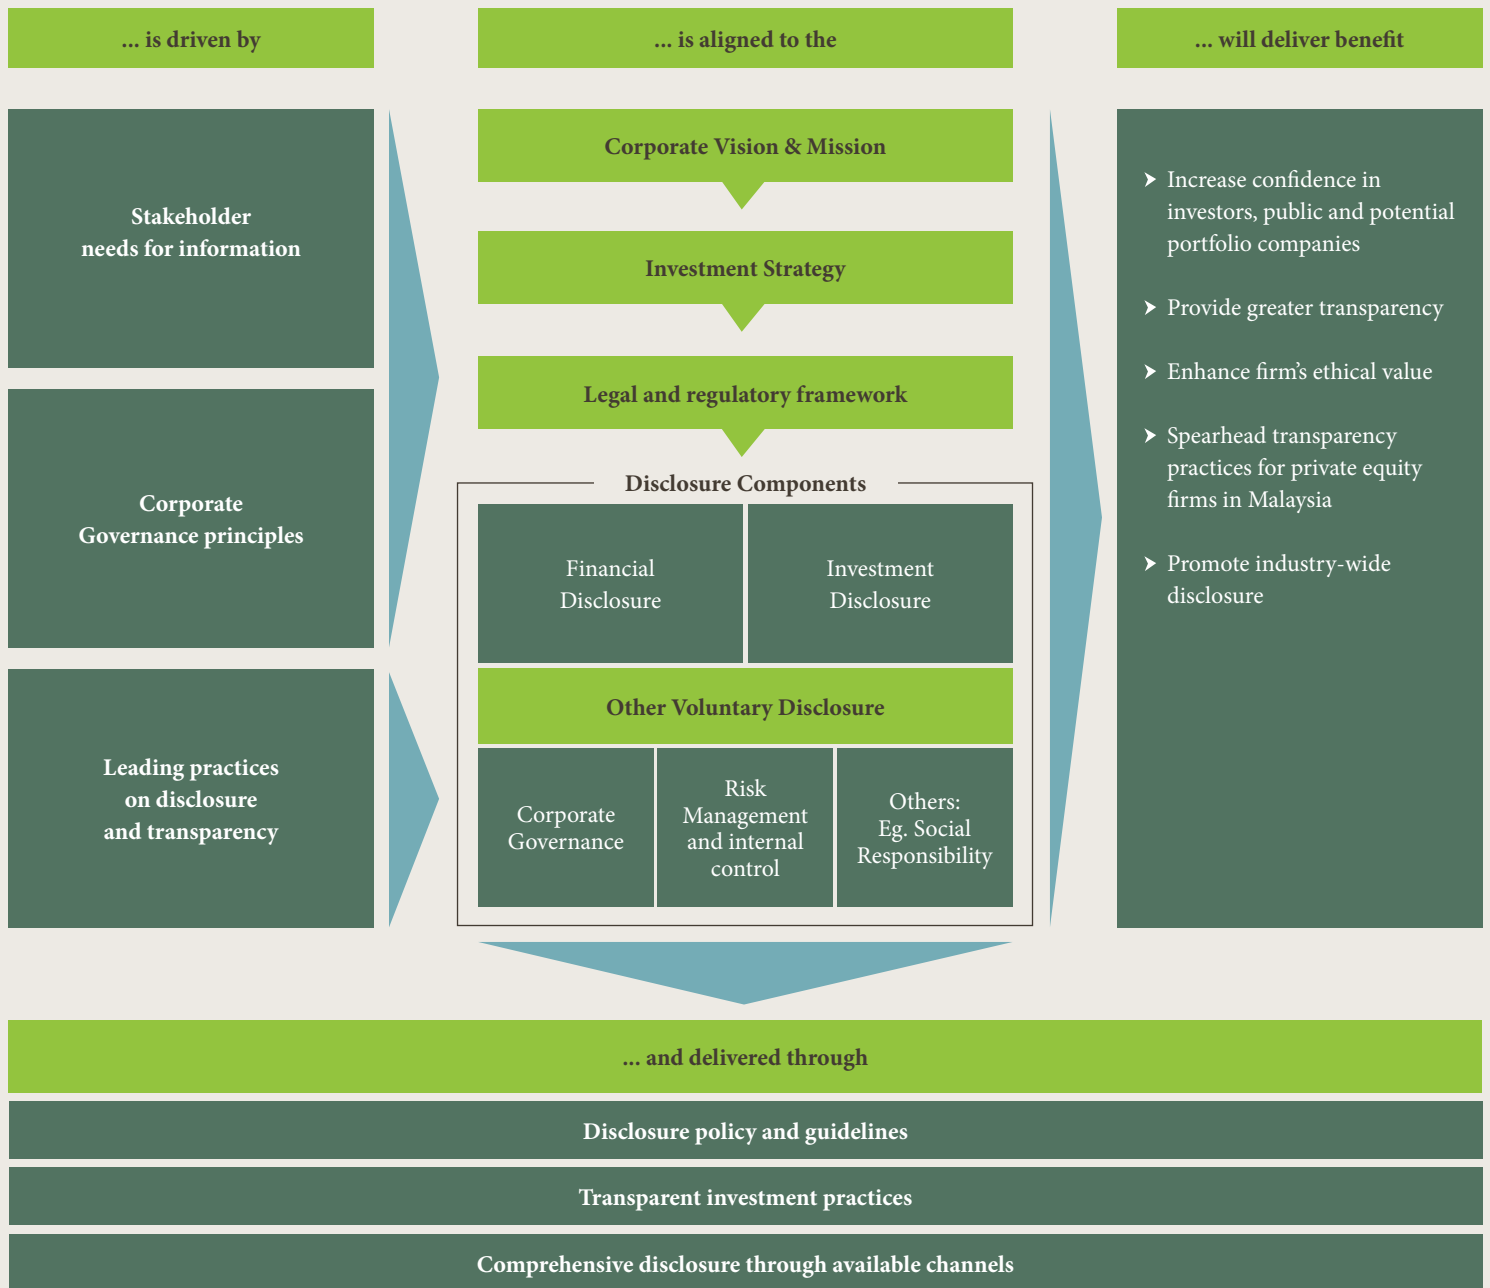 ... is driven by
... is aligned to the
... will deliver benefit
Stakeholder
needs for information
Corporate
Governance principles
Leading practices
on disclosure
and transparency
Corporate Vision & Mission
Investment Strategy
Legal and regulatory framework
Disclosure Components
Financial
Disclosure
Investment
Disclosure
Other Voluntary Disclosure
Corporate
Governance
Risk
Management
and internal
control
Others:
Eg. Social
Responsibility
➤ Increase confidence in
investors, public and potential
portfolio companies
➤ Provide greater transparency
➤ Enhance firm's ethical value
➤ Spearhead transparency
practices for private equity
firms in Malaysia
➤ Promote industry-wide
disclosure
... and delivered through
Disclosure policy and guidelines
Transparent investment practices
Comprehensive disclosure through available channels